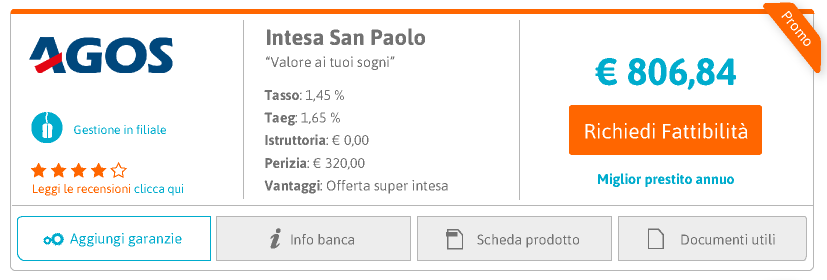 AGOS
Gestione in filiale
Leggi le recensioni clicca qui
Intesa San Paolo
“Valore ai tuoi sogni”
Tasso: 1,45 %
Taeg: 1,65 %
Istruttoria: € 0,00
Perizia: € 320,00
Vantaggi: Offerta super intesa
Promo
€ 806,84
Richiedi Fattibilità
Miglior prestito annuo
Aggiungi garanzie
Info banca
Scheda prodotto
Documenti utili